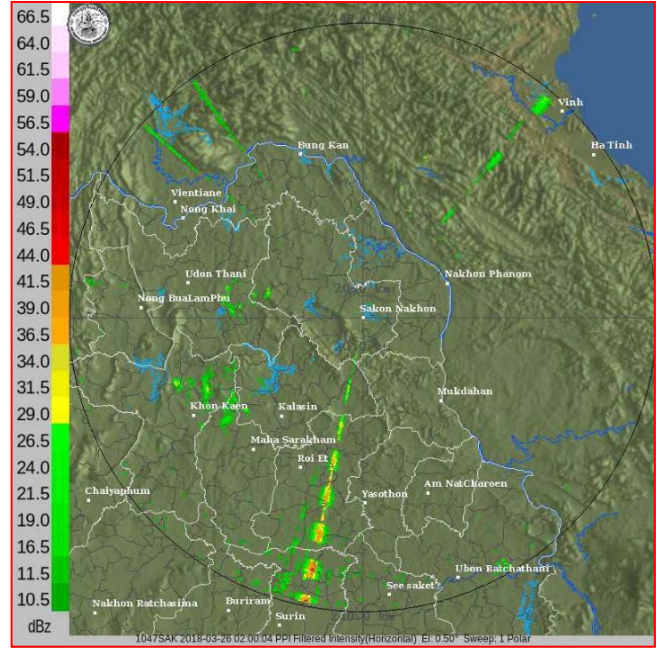 66.5
64.0
61.5
59.0
56.5
54.0
51.5
49.0
46.5
44.0
41.5
39.0
36.5
34.0
31.5
29.0
26.5
24.0
21.5
19.0
16.5
11.5
10.5
dBz
Vinh
Ha Tinh
Bung Kan
Vientiane
Nong Khai
Udon Thani
Nakhon Phanom
Nong BuaLamPhu
Sakon Nakhon
Mukdahan
Khon Kaen
Kalasin
Maha Sarakham
Roi Et
Chaiyaphum
Yasothon
Am NatCharoen
Ubon Ratchathani
See saket
Nakhon Ratchasima
Buriram
Surin
1047SAK 2018-03-26 02:00:04 PPI Filtered Intensity(Horizontal) El: 0.50° Sweep: 1 Polar